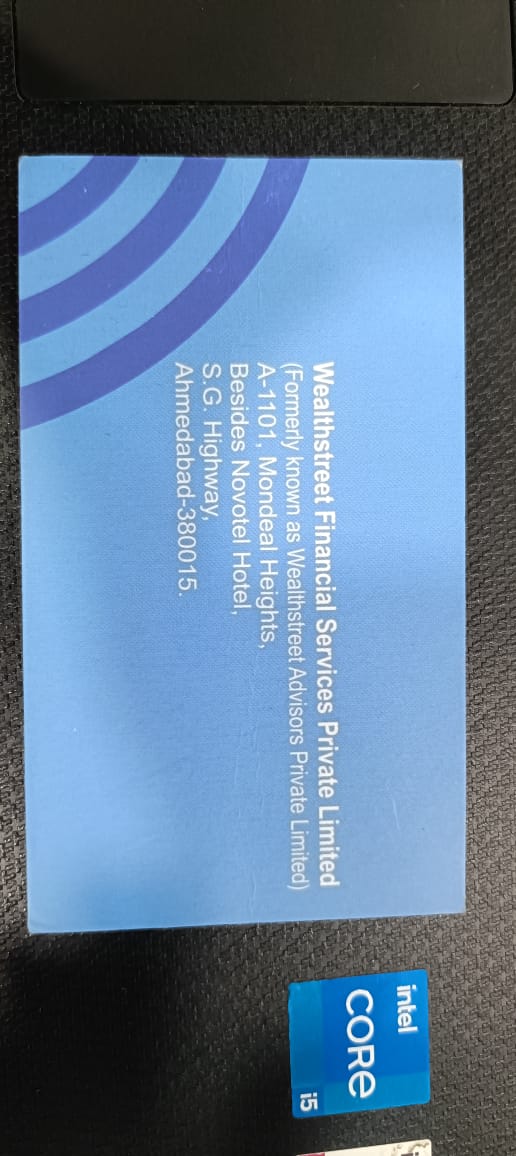 Wealthstreet Financial Services Private Limited
(Formerly known as Wealthstreet Advisors Private Limited)
A-1101, Mondeal Heights,
Besides Novotel Hotel,
S.G. Highway,
Ahmedabad-380015.
intel
CORE
i5